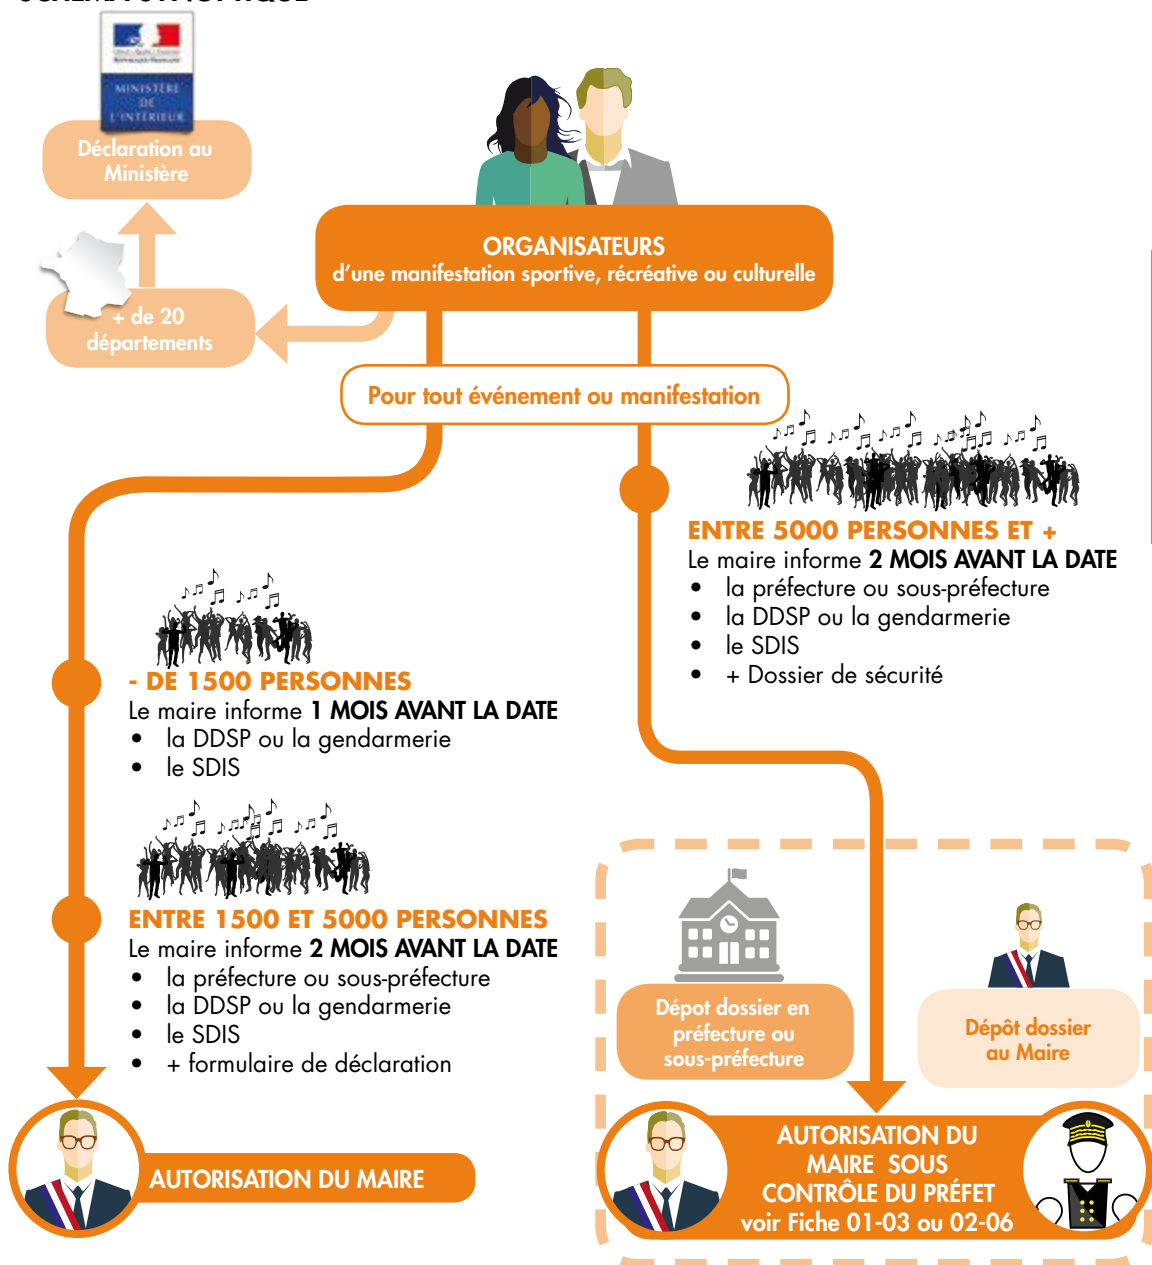 MINISTÈRE
DE
L'INTÉRIEUR
Déclaration au
Ministère
+ de 20
départements
ORGANISATEURS
d'une manifestation sportive, récréative ou culturelle
Pour tout événement ou manifestation
ENTRE 5000 PERSONNES ET +
Le maire informe 2 MOIS AVANT LA DATE
• la préfecture ou sous-préfecture
• la DDSP ou la gendarmerie
• le SDIS
• + Dossier de sécurité
- DE 1500 PERSONNES
Le maire informe 1 MOIS AVANT LA DATE
• la DDSP ou la gendarmerie
• le SDIS
ENTRE 1500 ET 5000 PERSONNES
Le maire informe 2 MOIS AVANT LA DATE
• la préfecture ou sous-préfecture
• la DDSP ou la gendarmerie
• le SDIS
• + formulaire de déclaration
AUTORISATION DU MAIRE
Dépot dossier en
préfecture ou
sous-préfecture
Dépôt dossier
au Maire
AUTORISATION DU
MAIRE SOUS
CONTRÔLE DU PRÉFET
voir Fiche 01-03 ou 02-06